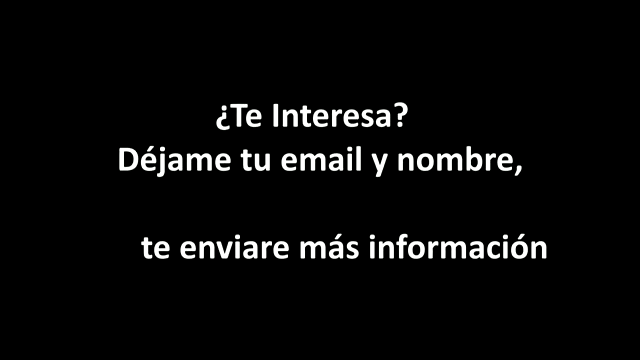 ¿Te Interesa?
Déjame tu email y nombre,
te enviare más información